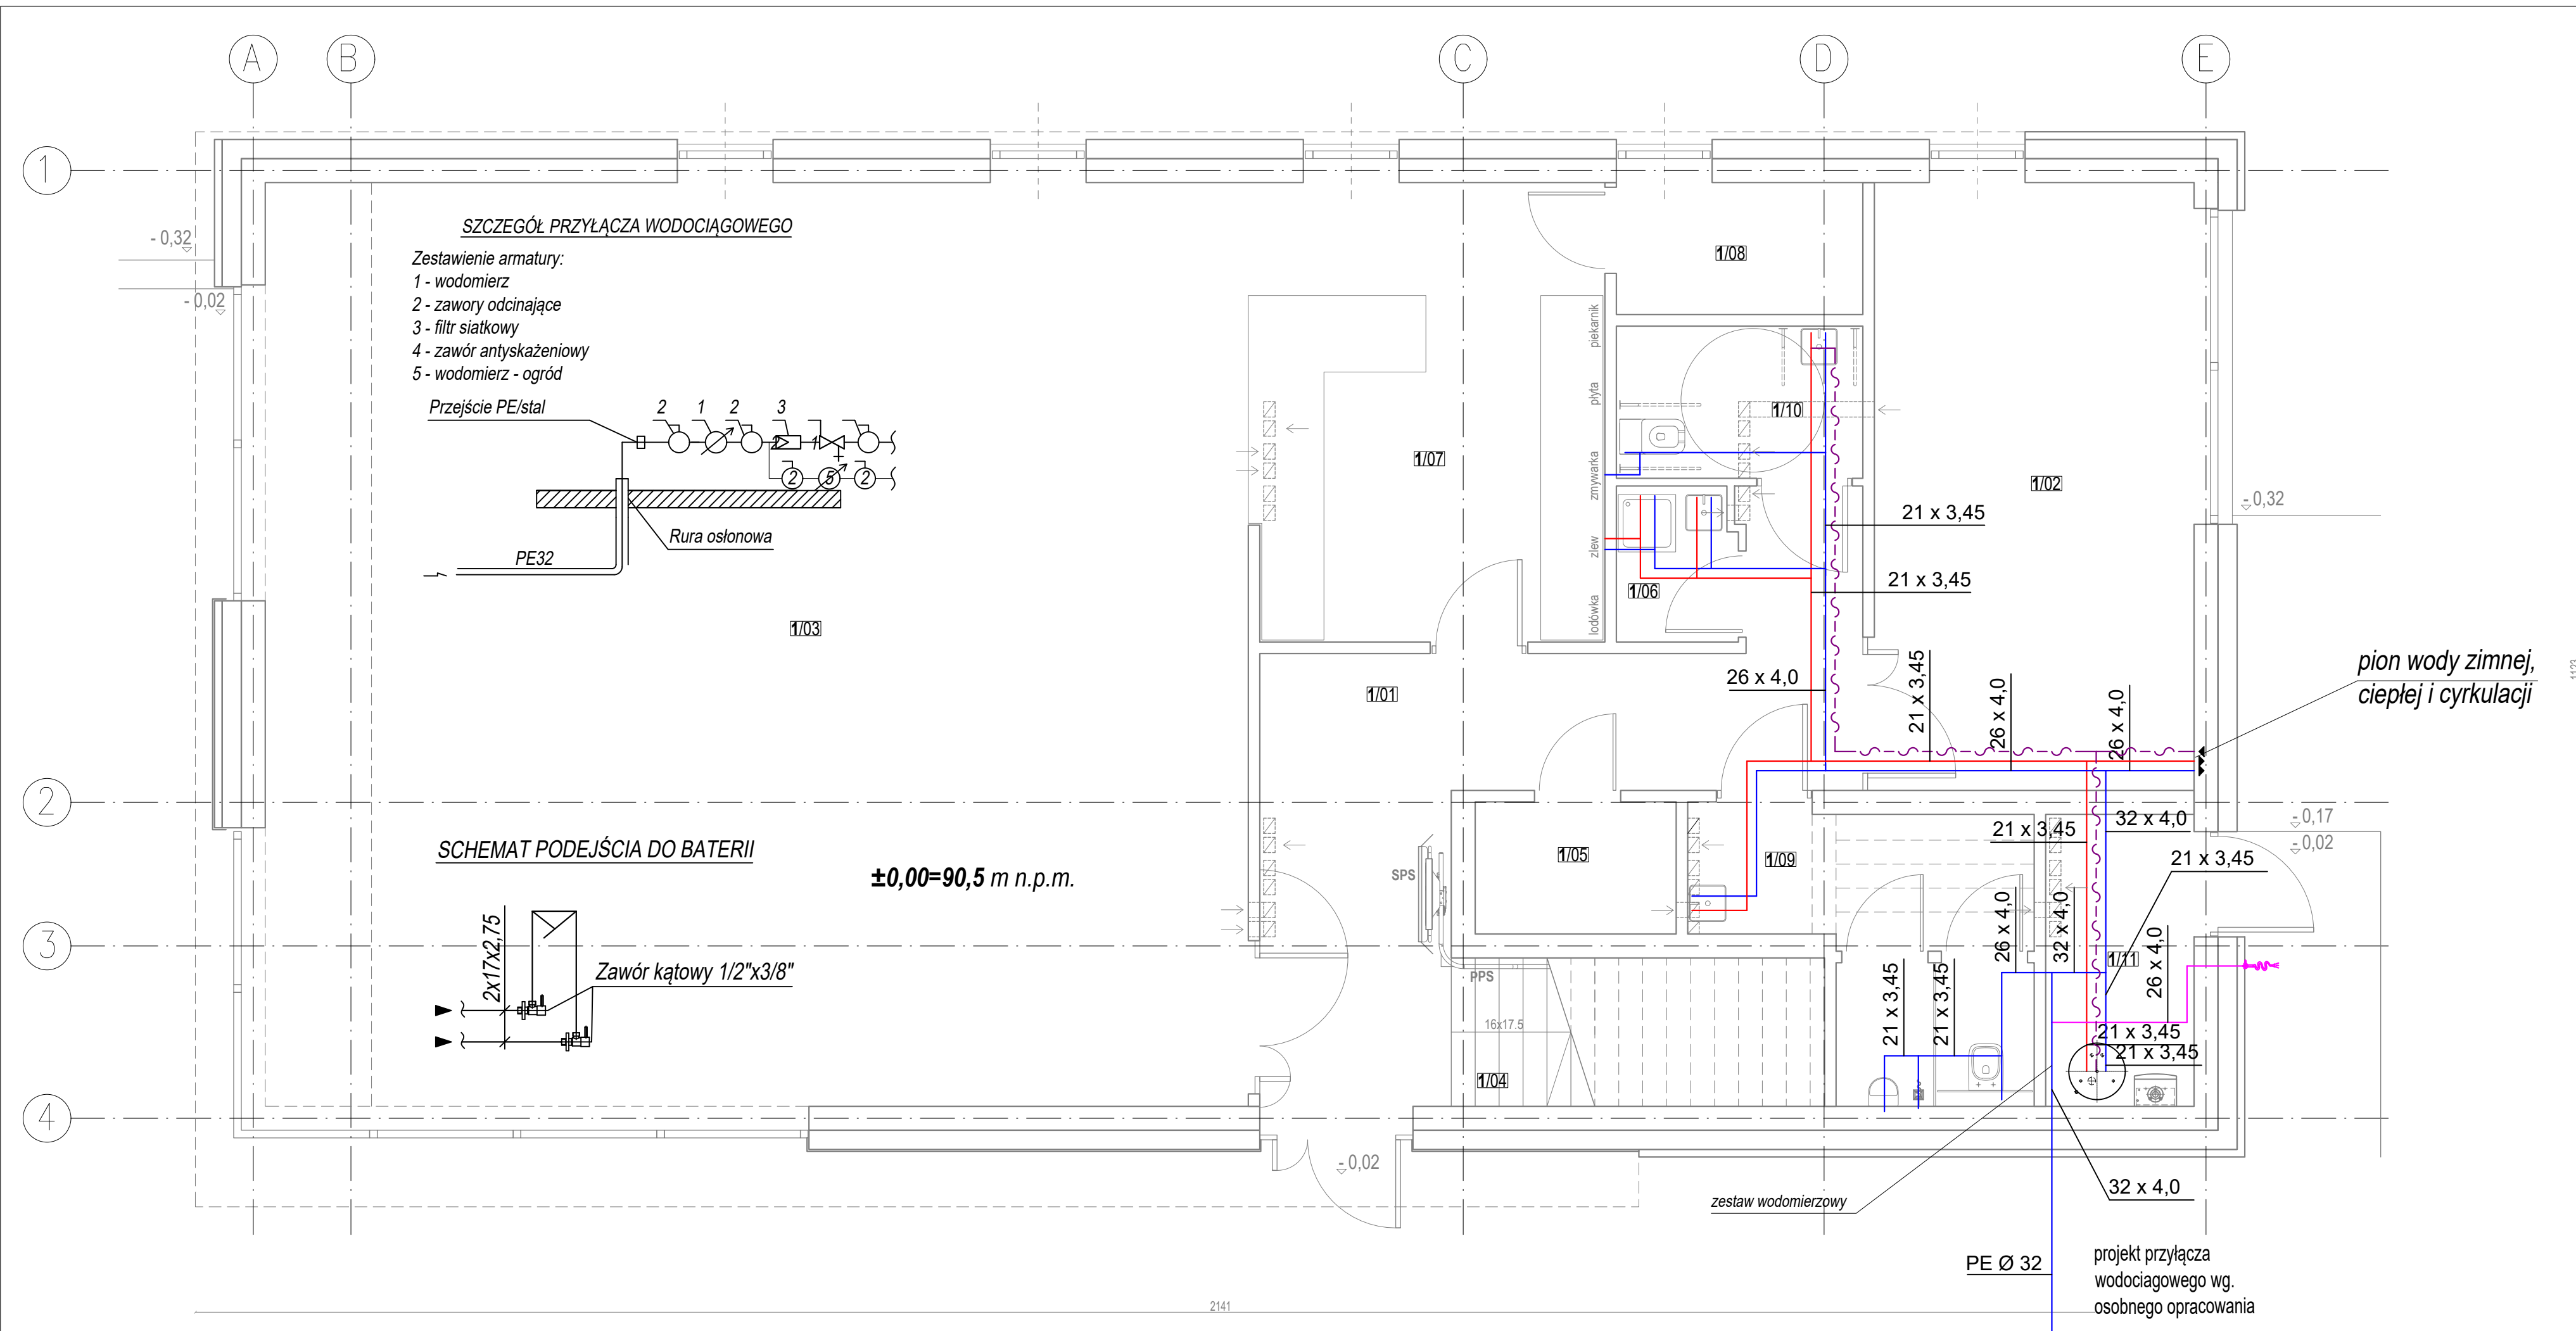 A
B
C
D
E
1
2
3
4
- 0,32
- 0,02
SZCZEGÓŁ PRZYŁĄCZA WODOCIĄGOWEGO
Zestawienie armatury:
1 - wodomierz
2 - zawory odcinające
3 - filtr siatkowy
4 - zawór antyskażeniowy
5 - wodomierz - ogród
Przejście PE/stal
2
1
2
3
2
1
2
5
2
Rura osłonowa
PE32
1/03
1/08
piekarnik
płyta
zmywarka
zlew
lodówka
1/10
1/07
1/02
1/06
- 0,32
21 x 3,45
21 x 3,45
26 x 4,0
21 x 3,45
26 x 4,0
26 x 4,0
pion wody zimnej,
ciepłej i cyrkulacji
1123
1/01
SCHEMAT PODEJŚCIA DO BATERII
±0,00=90,5 m n.p.m.
2x17x2,75
Zawór kątowy 1/2"x3/8"
SPS
PPS
1/05
1/09
21 x 3,45
32 x 4,0
- 0,17
- 0,02
21 x 3,45
26 x 4,0
32 x 4,0
1/11
26 x 4,0
21 x 3,45
21 x 3,45
16x17.5
1/04
21 x 3,45
21 x 3,45
- 0,02
zestaw wodomierzowy
32 x 4,0
PE Ø 32
projekt przyłącza
wodociagowego wg.
osobnego opracowania
2141